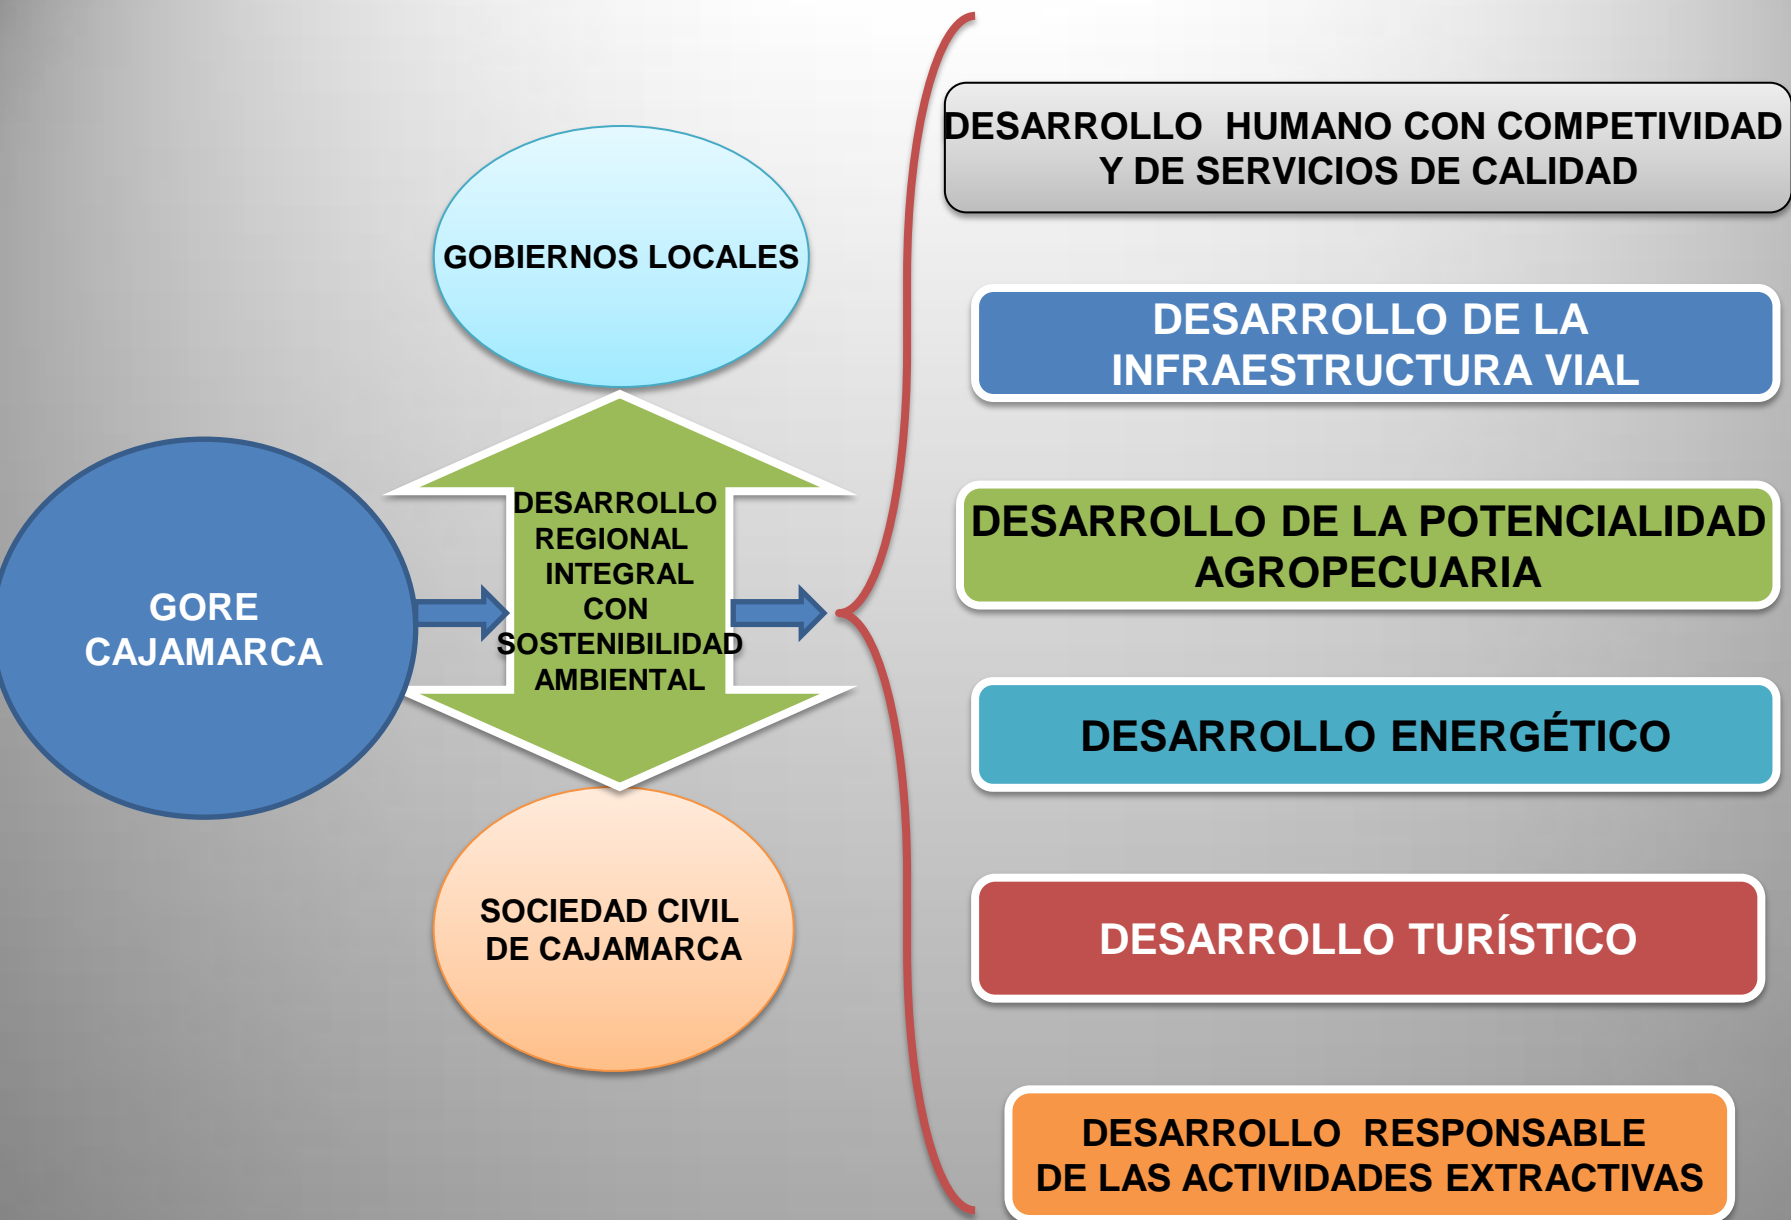 GORE
CAJAMARCA
GOBIERNOS LOCALES
DESARROLLO
REGIONAL
INTEGRAL
CON
SOSTENIBILIDAD
AMBIENTAL
SOCIEDAD CIVIL
DE CAJAMARCA
DESARROLLO HUMANO CON COMPETIVIDAD
Y DE SERVICIOS DE CALIDAD
DESARROLLO DE LA
INFRAESTRUCTURA VIAL
DESARROLLO DE LA POTENCIALIDAD
AGROPECUARIA
DESARROLLO ENERGÉTICO
DESARROLLO TURÍSTICO
DESARROLLO RESPONSABLE
DE LAS ACTIVIDADES EXTRACTIVAS